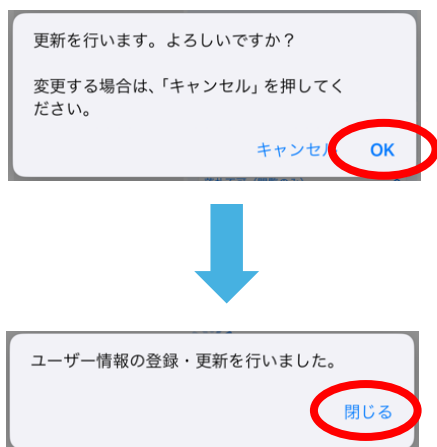 更新を行います。よろしいですか？
変更する場合は、「キャンセル」を押してく
ださい。
キャンセル OK
ユーザー情報の登録・更新を行いました。
閉じる